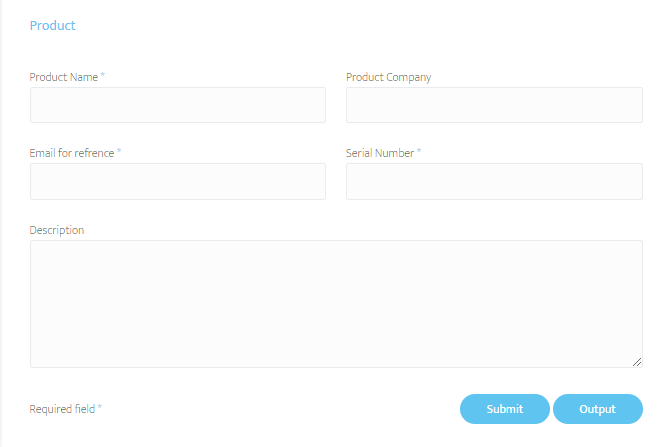 Product
Product Name *
Product Company
Email for refrence *
Serial Number *
Description
Required field *
Submit
Output